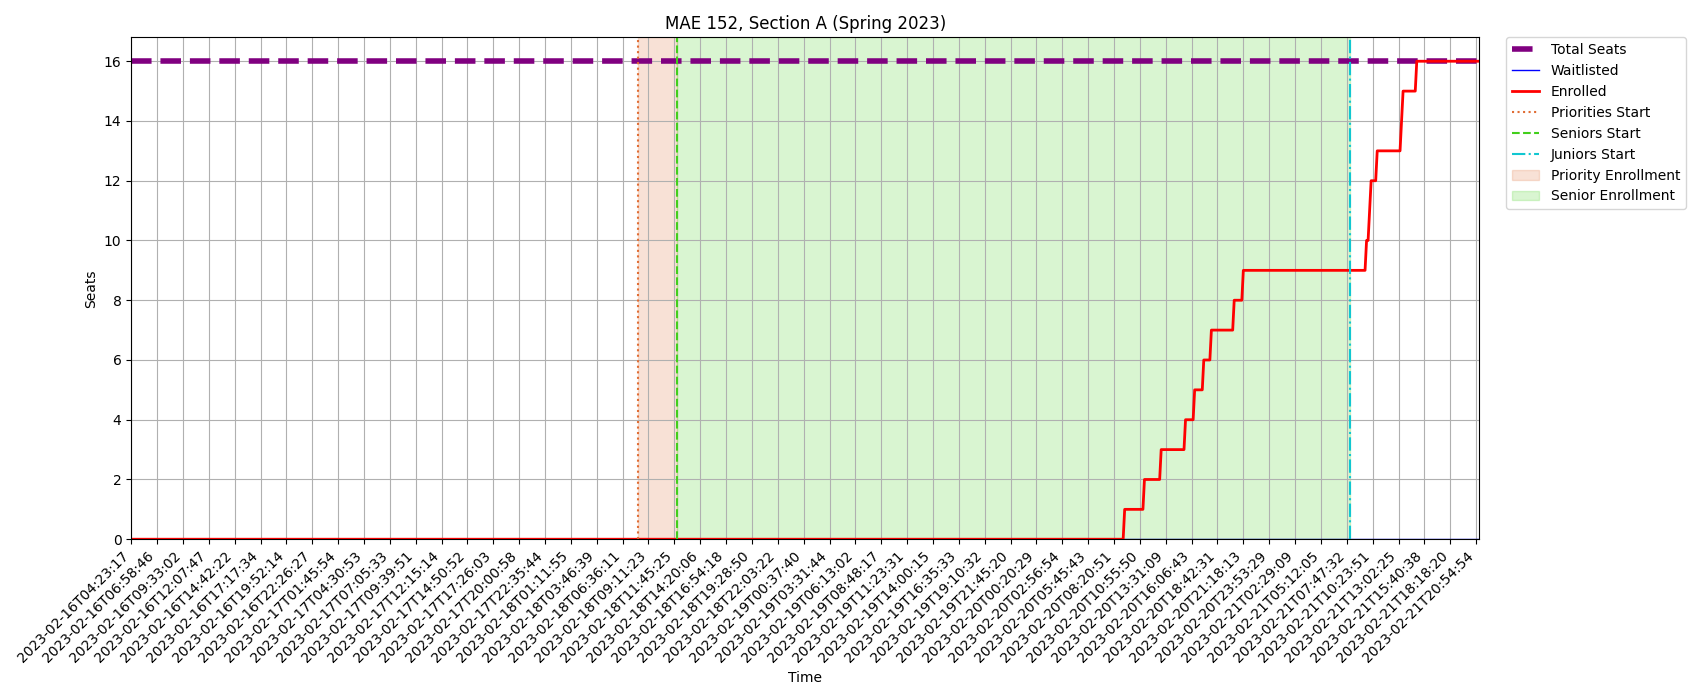 MAE 152, Section A (Spring 2023)
Total Seats
Waitlisted
Enrolled
Priorities Start
Seniors Start
Juniors Start
Priority Enrollment
Senior Enrollment
Seats
16
14
12
10
8
6
4
2
0
2023-02-16T04:23:17
2023-02-16T06:58:46
2023-02-16T09:33:02
2023-02-16T12:07:47
2023-02-16T14:42:22
2023-02-16T17:17:34
2023-02-16T19:52:14
2023-02-16T22:26:27
2023-02-17T01:45:54
2023-02-17T04:30:53
2023-02-17T07:05:33
2023-02-17T09:39:51
2023-02-17T12:15:14
2023-02-17T14:50:52
2023-02-17T17:26:03
2023-02-17T20:00:58
2023-02-17T22:35:44
2023-02-18T01:11:55
2023-02-18T03:46:39
2023-02-18T06:36:11
2023-02-18T09:11:23
2023-02-18T11:45:25
2023-02-18T14:20:06
2023-02-18T16:54:18
2023-02-18T19:28:50
2023-02-18T22:03:22
2023-02-19T00:37:40
2023-02-19T03:31:44
2023-02-19T06:13:02
2023-02-19T08:48:17
2023-02-19T11:23:31
2023-02-19T14:00:15
2023-02-19T16:35:33
2023-02-19T19:10:32
2023-02-19T21:45:20
2023-02-20T00:20:29
2023-02-20T02:56:54
2023-02-20T05:45:43
2023-02-20T08:20:51
2023-02-20T10:55:50
2023-02-20T13:31:09
2023-02-20T16:06:43
2023-02-20T18:42:31
2023-02-20T21:18:13
2023-02-20T23:53:29
2023-02-21T02:29:09
2023-02-21T05:12:05
2023-02-21T07:47:32
2023-02-21T10:23:51
2023-02-21T13:02:25
2023-02-21T15:40:38
2023-02-21T18:18:20
2023-02-21T20:54:54
Time